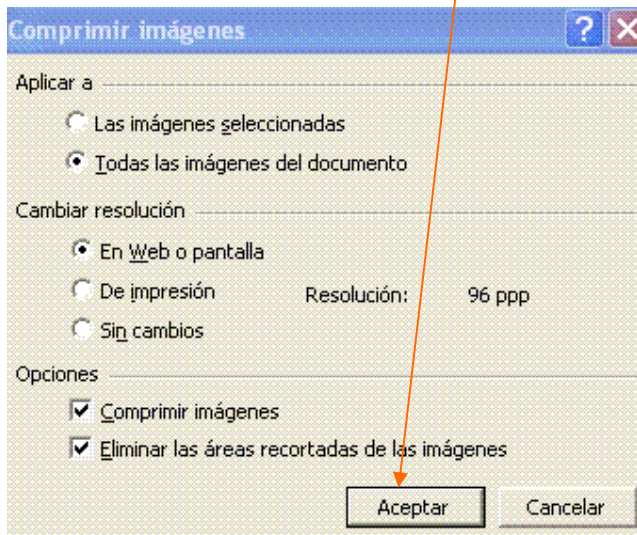 Comprimir imágenes
Aplicar a
Las imágenes seleccionadas
Todas las imágenes del documento
Cambiar resolución
En Web o pantalla
De impresión Resolución: 96 ppp
Sin cambios
Opciones
Comprimir imágenes
Eliminar las áreas recortadas de las imágenes
Aceptar Cancelar